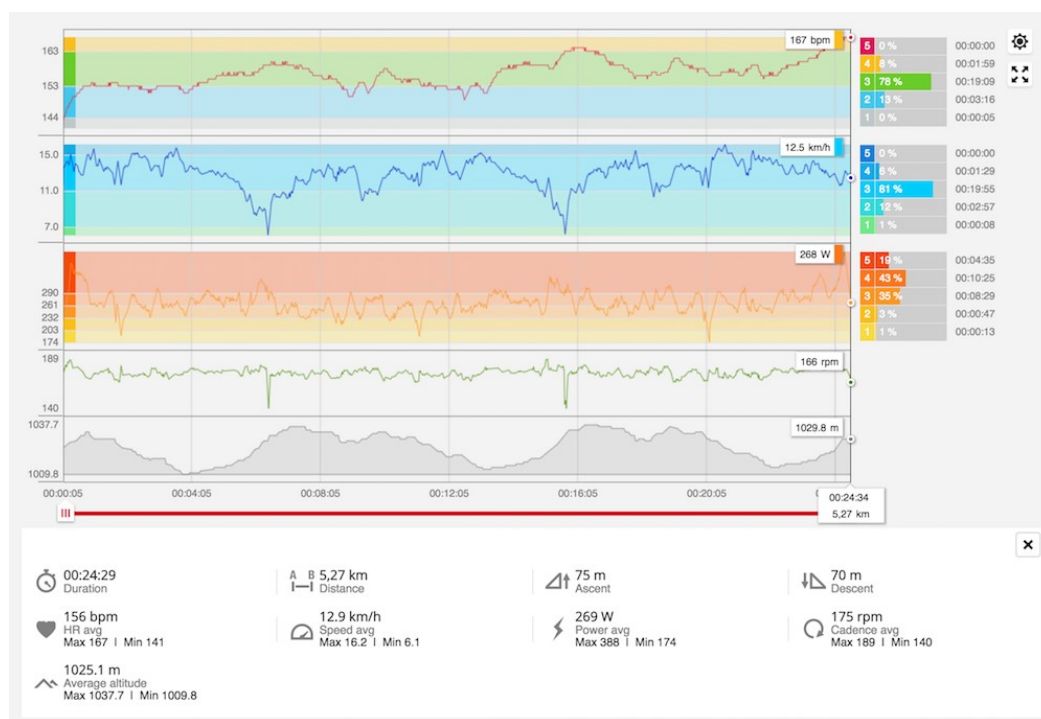 163
153
144
167 bpm
5 0 % 00:00:00
4 8 % 00:01:59
3 78 % 00:19:09
2 13 % 00:03:16
1 0 % 00:00:05
15.0
11.0
7.0
12.5 km/h
5 0 % 00:00:00
4 6 % 00:01:29
3 81 % 00:19:55
2 12 % 00:02:57
1 1 % 00:00:08
290
261
232
203
174
268 W
5 19 % 00:04:35
4 43 % 00:10:25
3 35 % 00:08:29
2 3 % 00:00:47
1 1 % 00:00:13
189
140
166 rpm
1037.7
1009.8
1029.8 m
00:00:05 00:04:05 00:08:05 00:12:05 00:16:05 00:20:05
00:24:34
5,27 km
00:24:29
Duration
A B 5,27 km
Distance
75 m
Ascent
70 m
Descent
156 bpm
HR avg
Max 167 | Min 141
12.9 km/h
Speed avg
Max 16.2 | Min 6.1
269 W
Power avg
Max 388 | Min 174
175 rpm
Cadence avg
Max 189 | Min 140
1025.1 m
Average altitude
Max 1037.7 | Min 1009.8